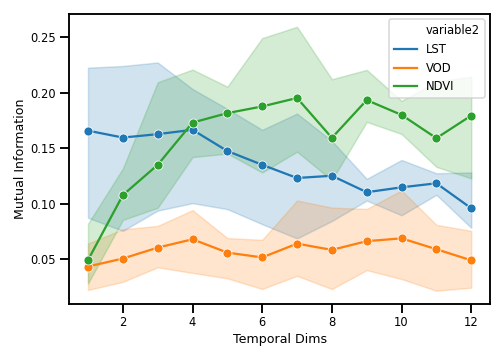 variable2
LST
VOD
NDVI
0.25
0.20
0.15
0.10
0.05
Mutual Information
2
4
6
8
10
12
Temporal Dims